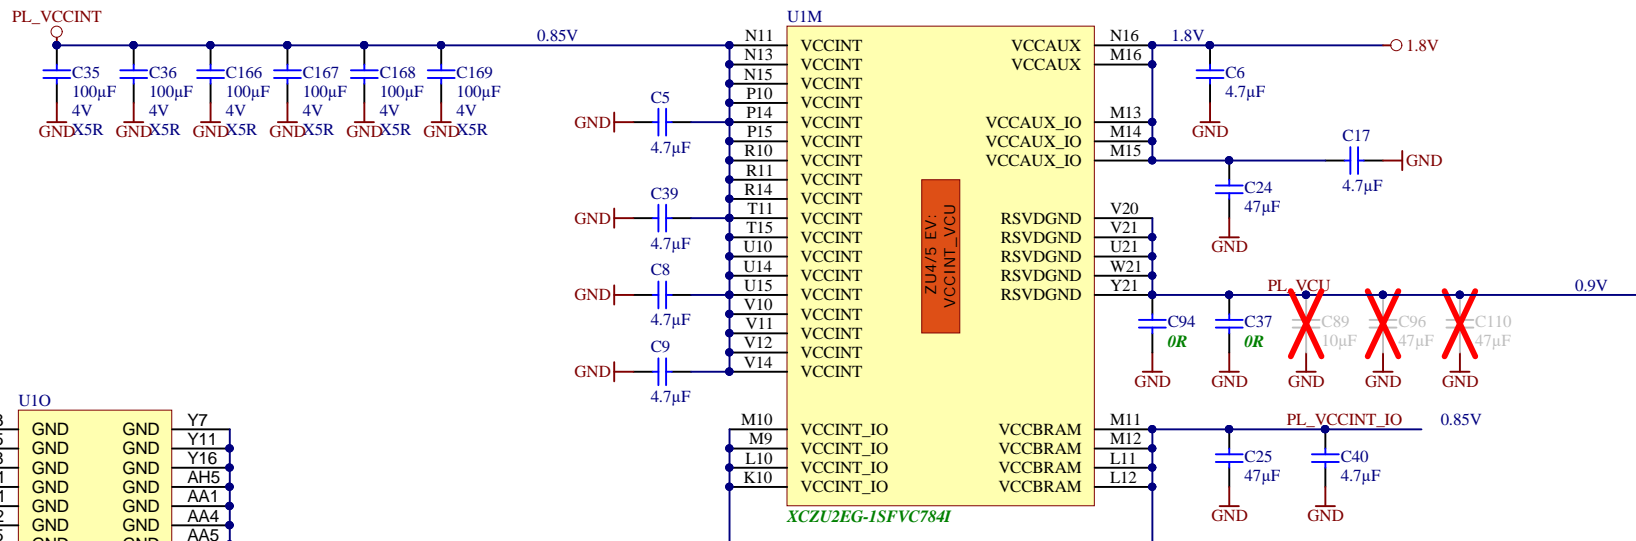 PL_VCCINT
0.85V
C35
100µF
4V
X5R
GND
C36
100µF
4V
X5R
GND
C166
100µF
4V
X5R
GND
C167
100µF
4V
X5R
GND
C168
100µF
4V
X5R
GND
C169
100µF
4V
X5R
GND
GND C5
4.7µF
GND C39
4.7µF
GND C8
4.7µF
GND C9
4.7µF
U1M
N11 VCCINT
N13 VCCINT
N15 VCCINT
P10 VCCINT
P14 VCCINT
P15 VCCINT
R10 VCCINT
R11 VCCINT
R14 VCCINT
T11 VCCINT
T15 VCCINT
U10 VCCINT
U14 VCCINT
U15 VCCINT
V10 VCCINT
V11 VCCINT
V12 VCCINT
V14 VCCINT
M10 VCCINT_IO
M9 VCCINT_IO
L10 VCCINT_IO
K10 VCCINT_IO
ZU4/5 EV:
VCCINT_VCU
VCCAUX N16
VCCAUX M16
VCCAUX_IO M13
VCCAUX_IO M14
VCCAUX_IO M15
RSVDGND V20
RSVDGND V21
RSVDGND U21
RSVDGND W21
RSVDGND Y21
VCCBRAM M11
VCCBRAM M12
VCCBRAM L11
VCCBRAM L12
XCZU2EG-1SFVC784I
1.8V
1.8V
C6
4.7µF
GND
C17
4.7µF
GND
C24
47µF
GND
PL_VCU
0.9V
C94
0R
GND
C37
0R
GND
C89
10µF
GND
C96
47µF
GND
C110
47µF
GND
PL_VCCINT_IO
0.85V
C25
47µF
GND
C40
4.7µF
GND
U1O
GND GND Y7
GND GND Y11
GND GND Y16
GND GND AH5
GND GND AA1
GND GND AA4
GND GND AA5